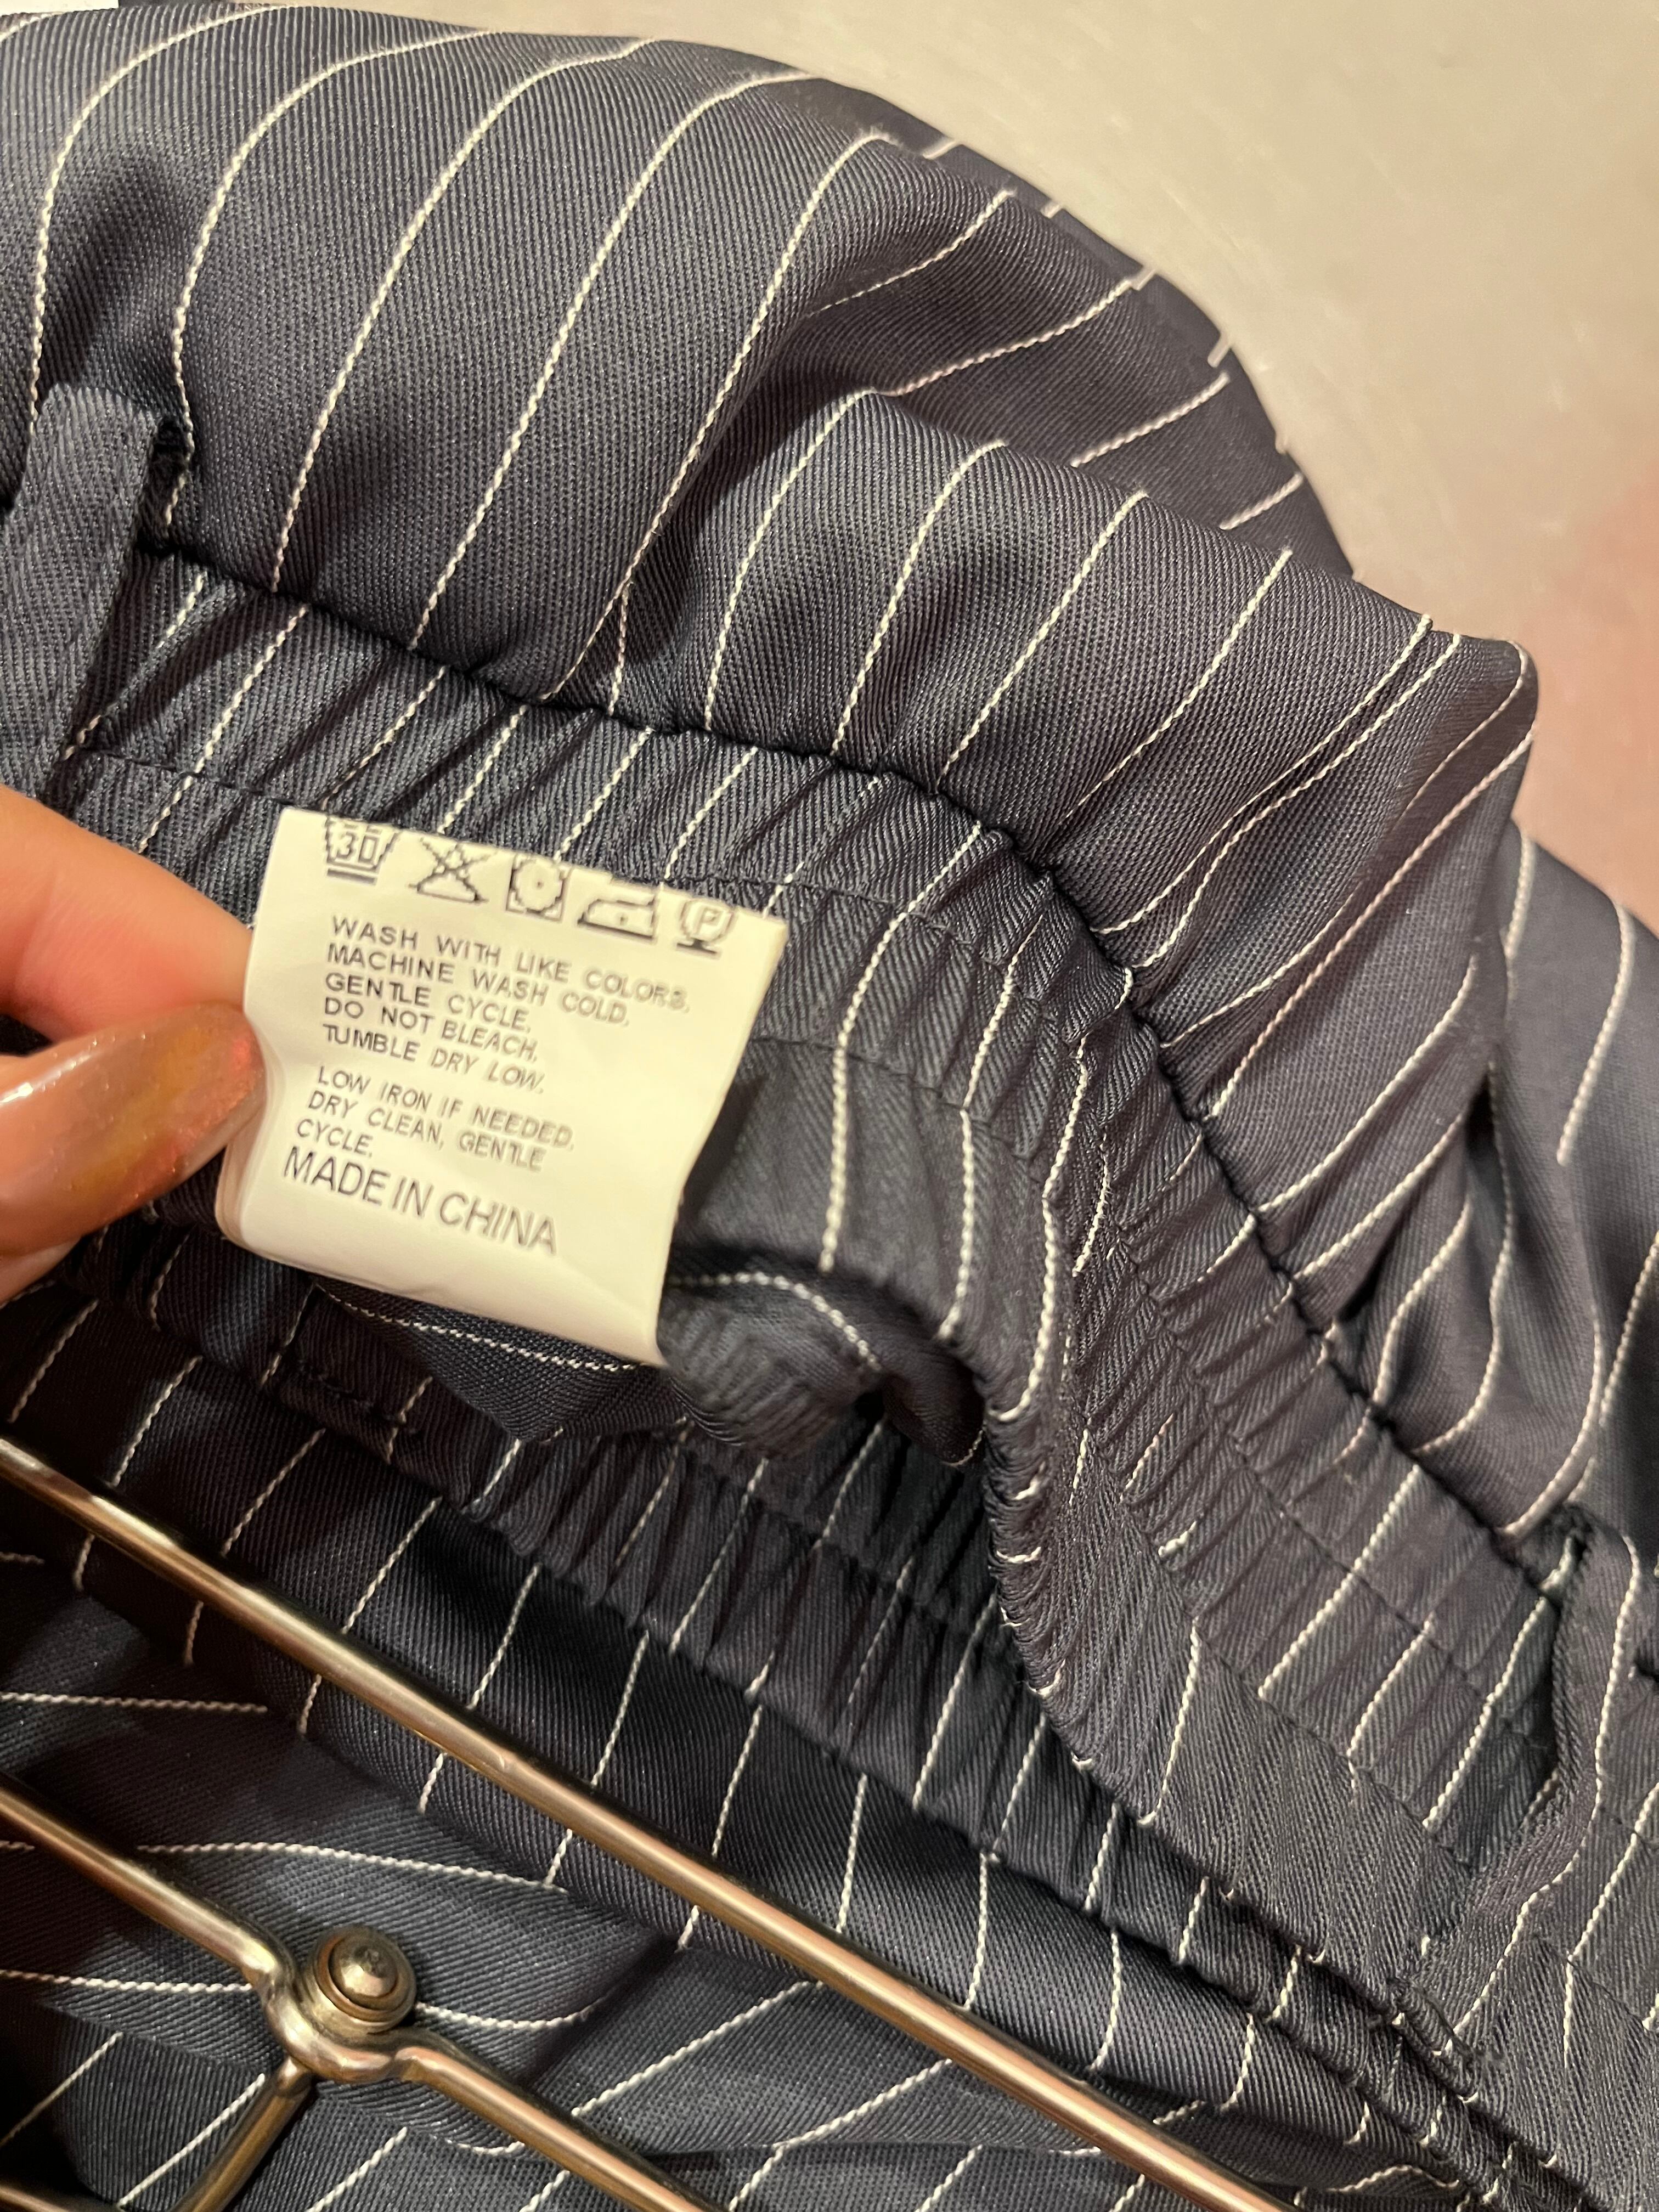 30 P
WASH WITH LIKE COLORS.
MACHINE WASH COLD.
GENTLE CYCLE.
DO NOT BLEACH.
TUMBLE DRY LOW.
LOW IRON IF NEEDED.
DRY CLEAN, GENTLE
CYCLE.
MADE IN CHINA